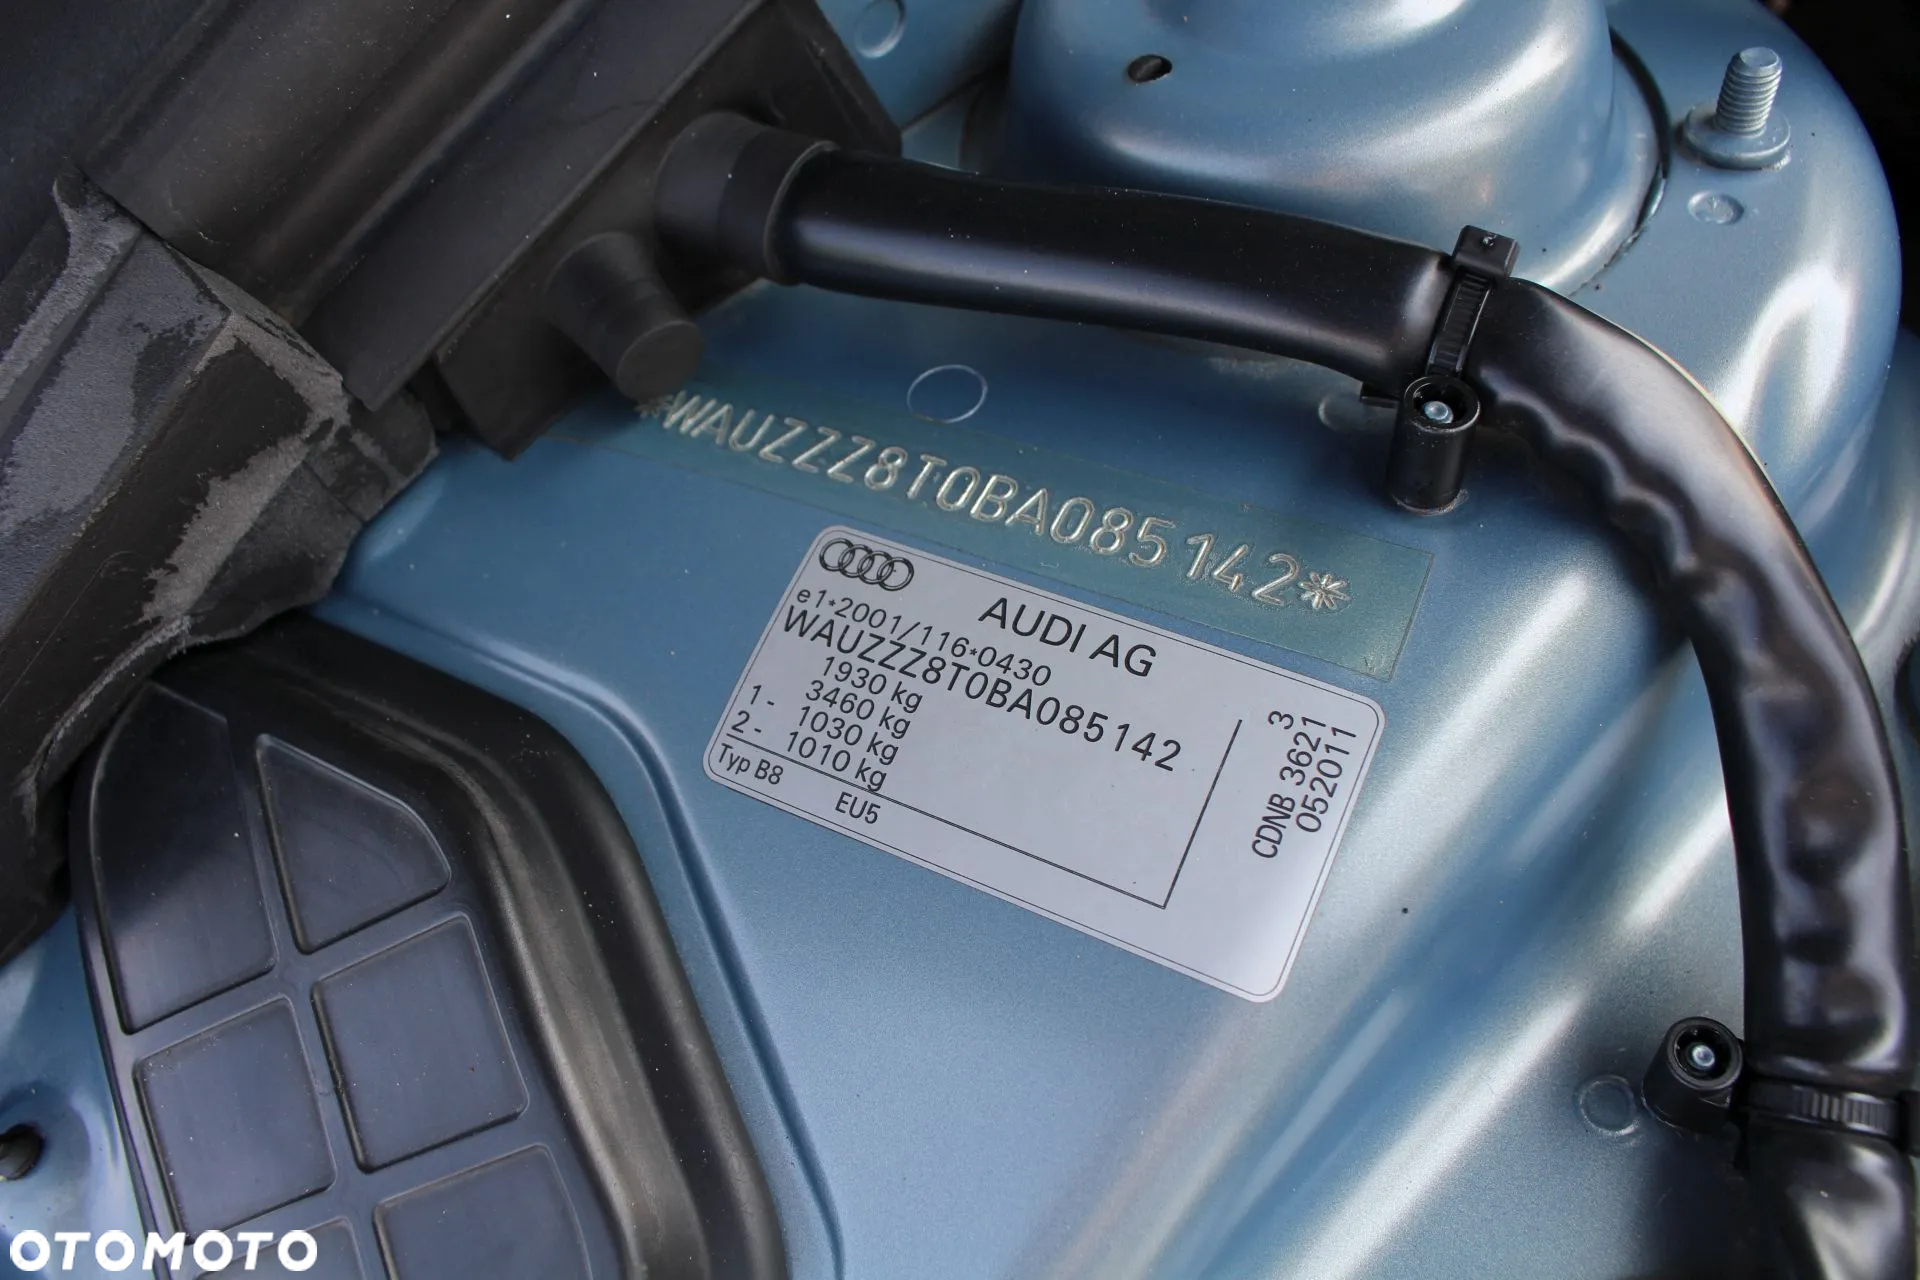 *WAUZZZ8T0BA085142*
AUDI AG
e1*2001/116*0430
WAUZZZ8T0BA085142
1930 kg
3460 kg
1- 1030 kg
2- 1010 kg
Typ B8
EU5
3
CDNB 3621
052011
OTOMOTO